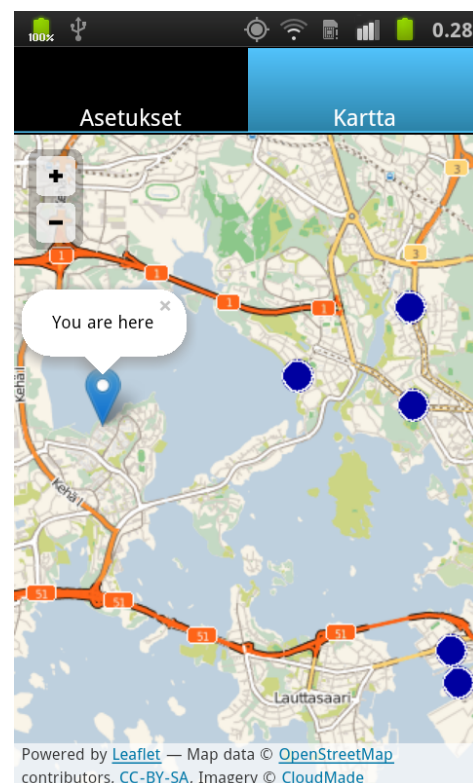 100%
0.28
Asetukset
Kartta
+
−
3
1
1
3
1
1
×
You are here
Kehä I
Kehä I
51
51
51
51
Lauttasaari
Powered by Leaflet — Map data © OpenStreetMap
contributors, CC-BY-SA, Imagery © CloudMade